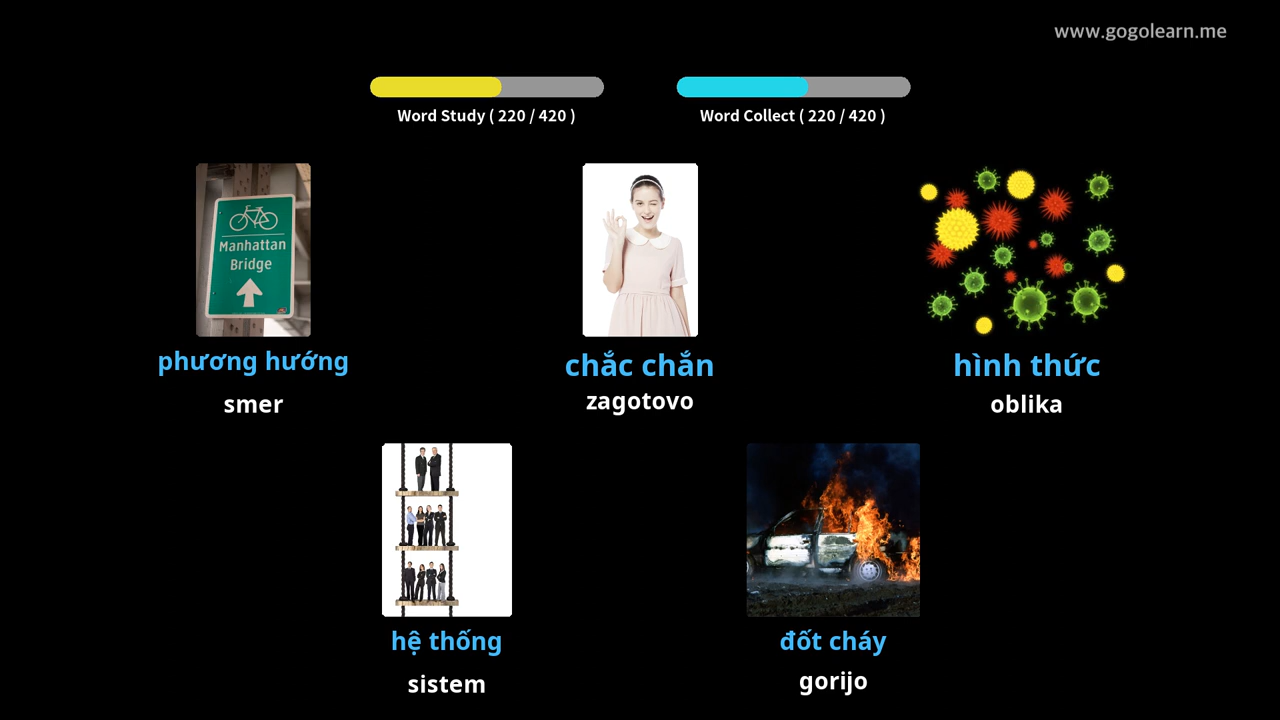 www.gogolearn.me
Word Study ( 220 / 420 )
Word Collect ( 220 / 420 )
Manhattan
Bridge
phương hướng
smer
chắc chắn
zagotovo
hình thức
oblika
hệ thống
sistem
đốt cháy
gorijo